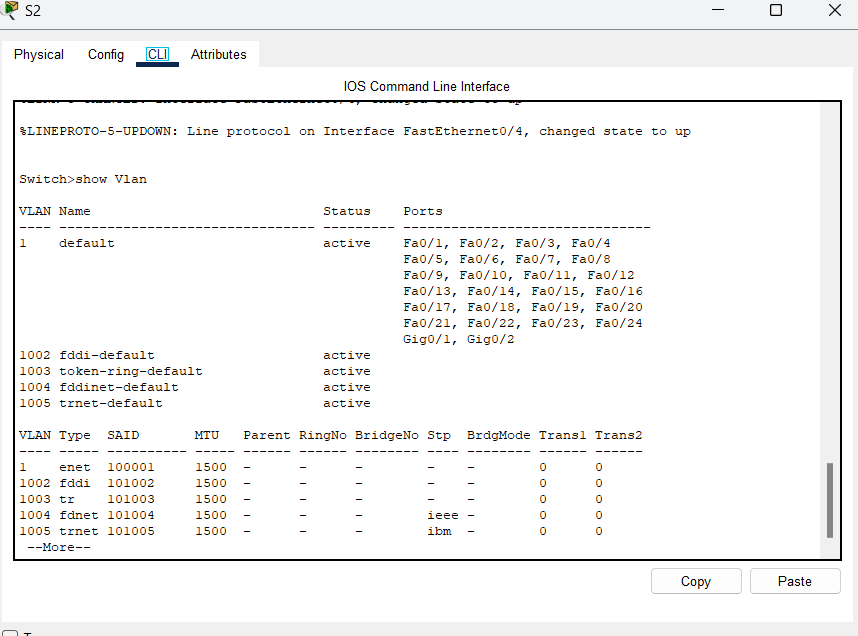 S2
Physical Config CLI Attributes
IOS Command Line Interface
%LINEPROTO-5-UPDOWN: Line protocol on Interface FastEthernet0/4, changed state to up
Switch>show Vlan
VLAN Name                             Status    Ports
---- -------------------------------- --------- -------------------------------
1    default                          active    Fa0/1, Fa0/2, Fa0/3, Fa0/4
                                                Fa0/5, Fa0/6, Fa0/7, Fa0/8
                                                Fa0/9, Fa0/10, Fa0/11, Fa0/12
                                                Fa0/13, Fa0/14, Fa0/15, Fa0/16
                                                Fa0/17, Fa0/18, Fa0/19, Fa0/20
                                                Fa0/21, Fa0/22, Fa0/23, Fa0/24
                                                Gig0/1, Gig0/2
1002 fddi-default                     active
1003 token-ring-default               active
1004 fddinet-default                  active
1005 trnet-default                    active
VLAN Type  SAID       MTU   Parent RingNo BridgeNo Stp  BrdgMode Trans1 Trans2
---- ----- ---------- ----- ------ ------ -------- ---- -------- ------ ------
1    enet  100001     1500  -      -      -        -    -        0      0
1002 fddi  101002     1500  -      -      -        -    -        0      0
1003 tr    101003     1500  -      -      -        -    -        0      0
1004 fdnet 101004     1500  -      -      -        ieee -        0      0
1005 trnet 101005     1500  -      -      -        ibm  -        0      0
 --More--
Copy Paste